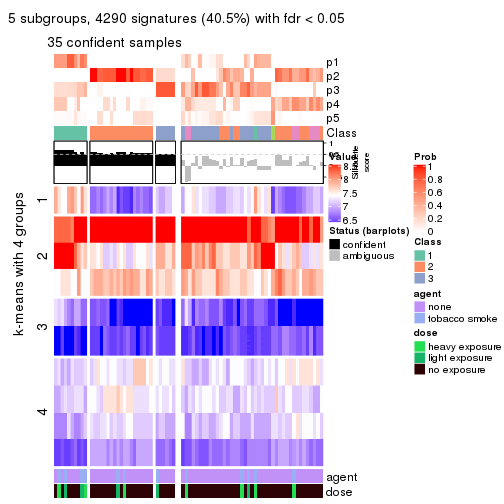 5 subgroups, 4290 signatures (40.5%) with fdr < 0.05
35 confident samples
p1
p2
p3
p4
p5
Class
1
Silhouette
score
Value
8
7.5
7
6.5
Status (barplots)
confident
ambiguous
Prob
1
0.8
0.6
0.4
0.2
0
Class
1
2
3
agent
none
tobacco smoke
dose
heavy exposure
light exposure
no exposure
k-means with 4 groups
1
2
3
4
agent
dose